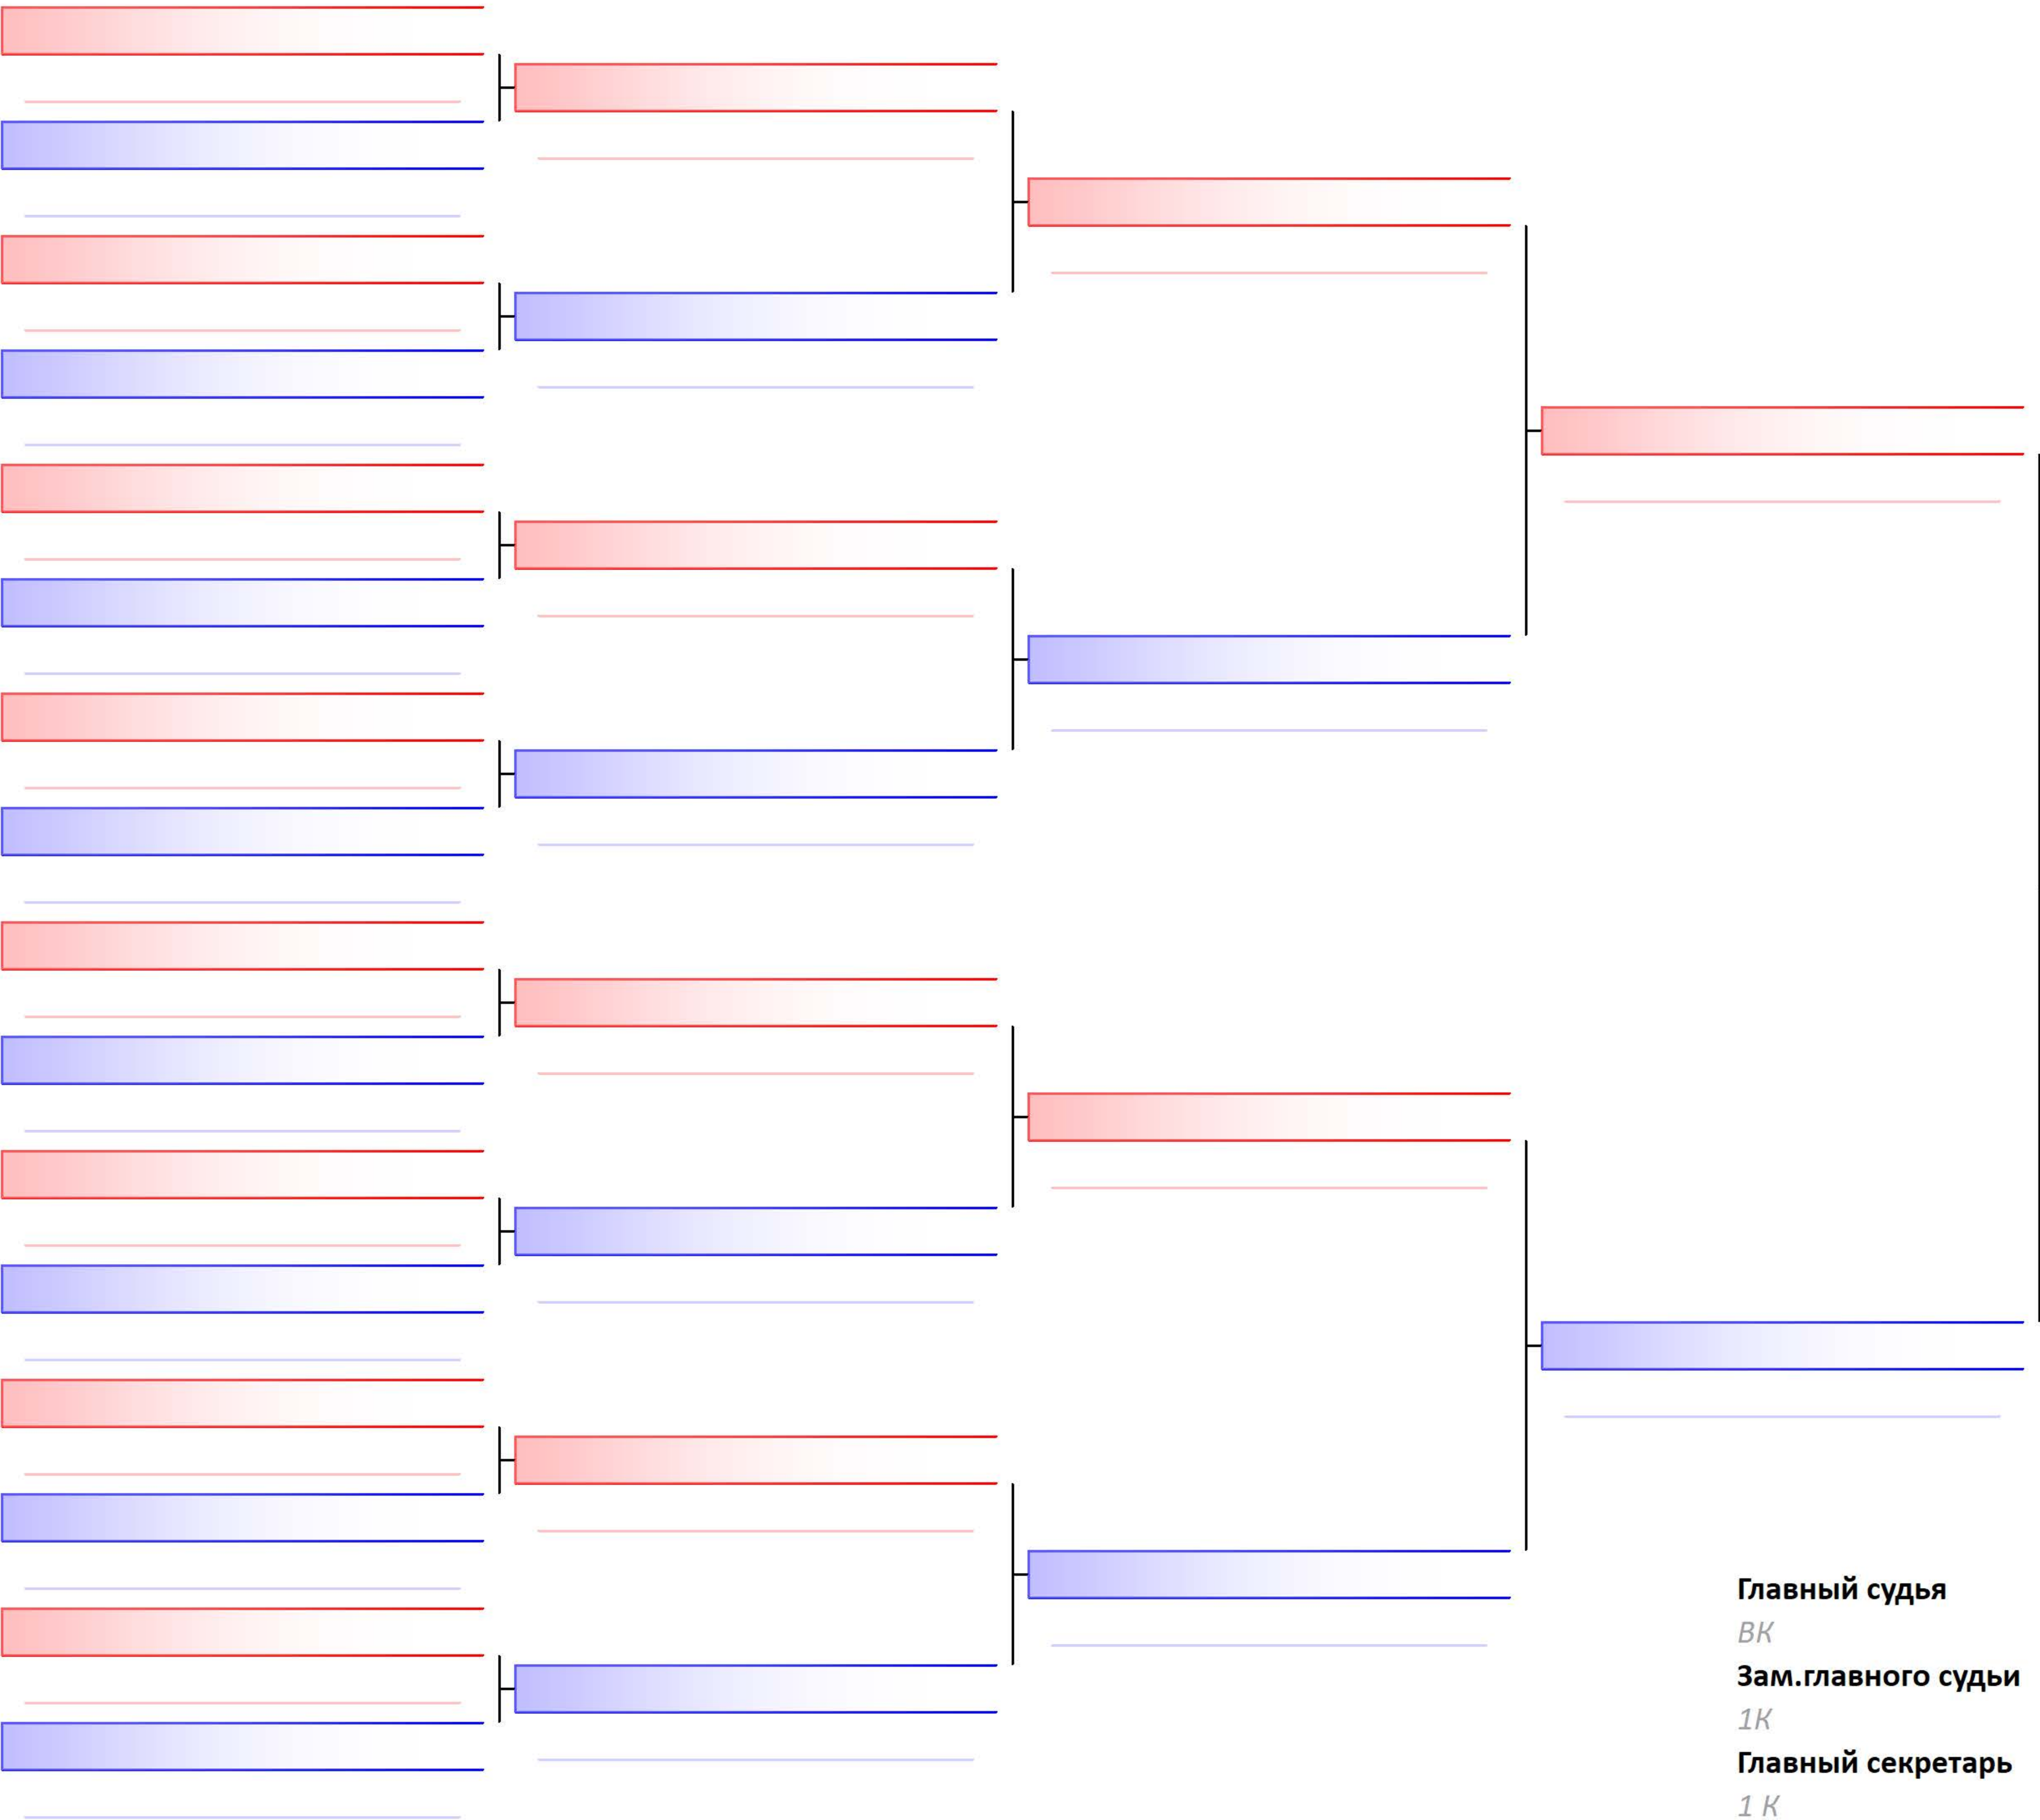 Главный судья
ВК
Зам.главного судьи
1К
Главный секретарь
1 К